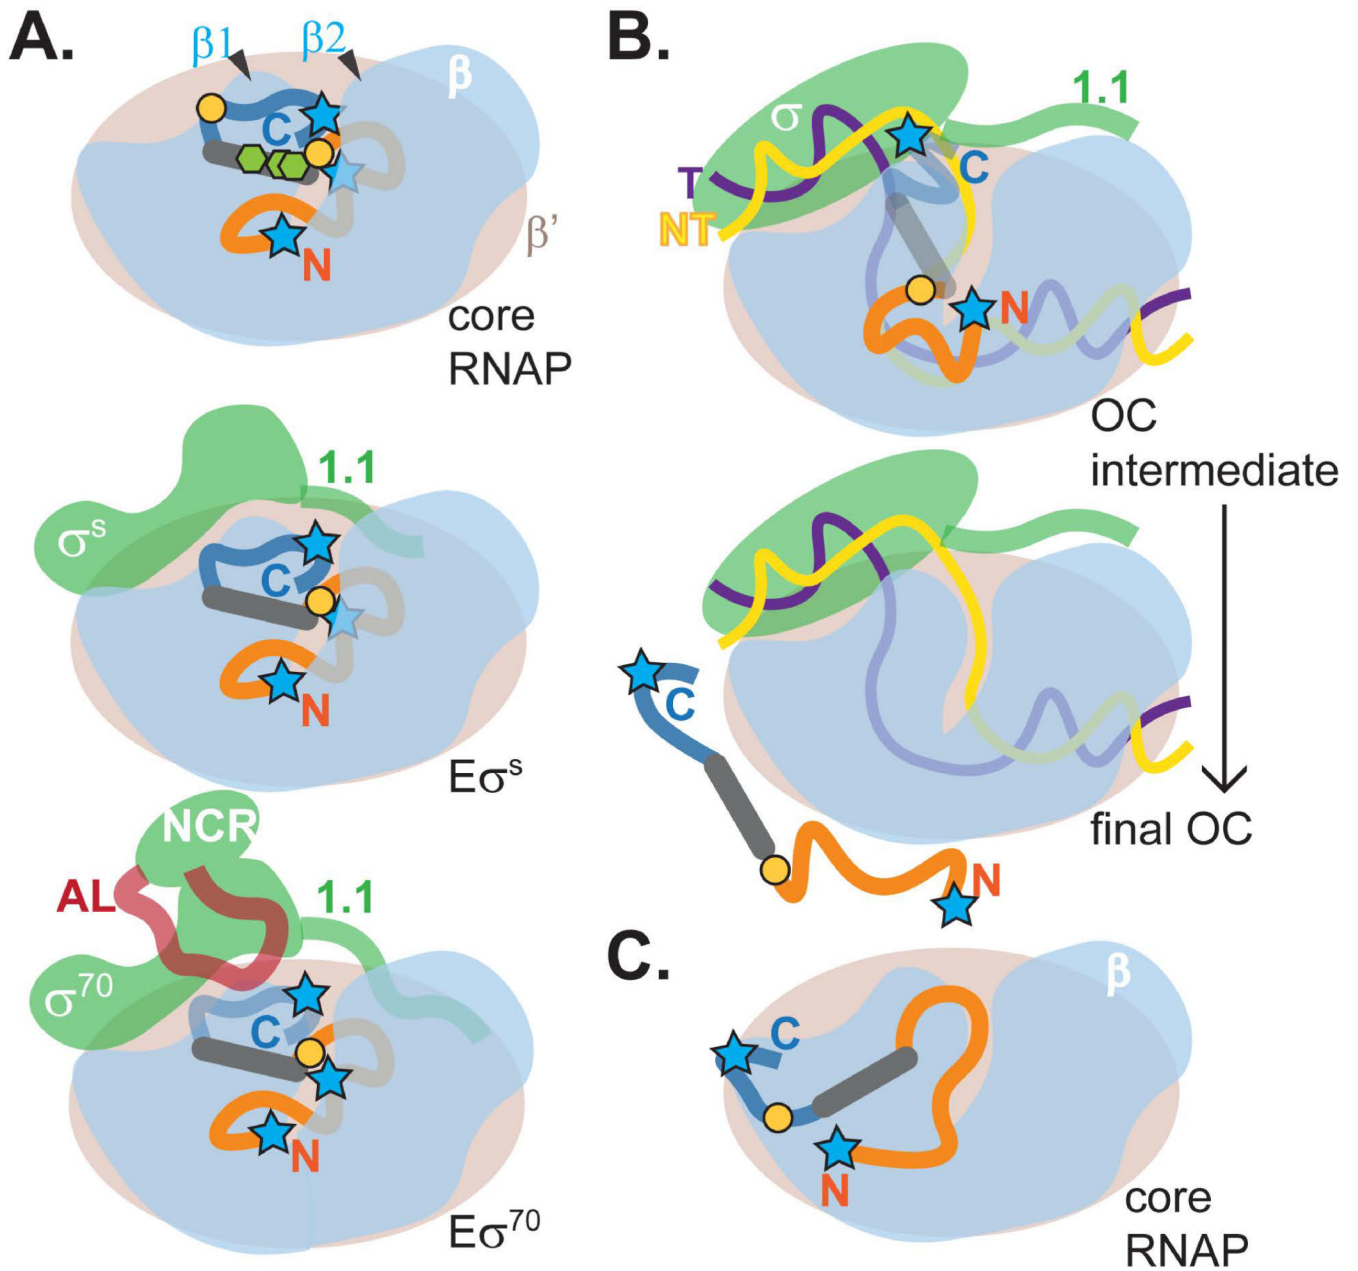 A.
β1
β2
β
C
N
β’
core
RNAP
1.1
σˢ
C
N
Eσˢ
NCR
AL
1.1
σ⁷⁰
C
N
Eσ⁷⁰
B.
1.1
σ
T
C
NT
N
OC
intermediate
C
final OC
N
C.
β
C
N
core
RNAP